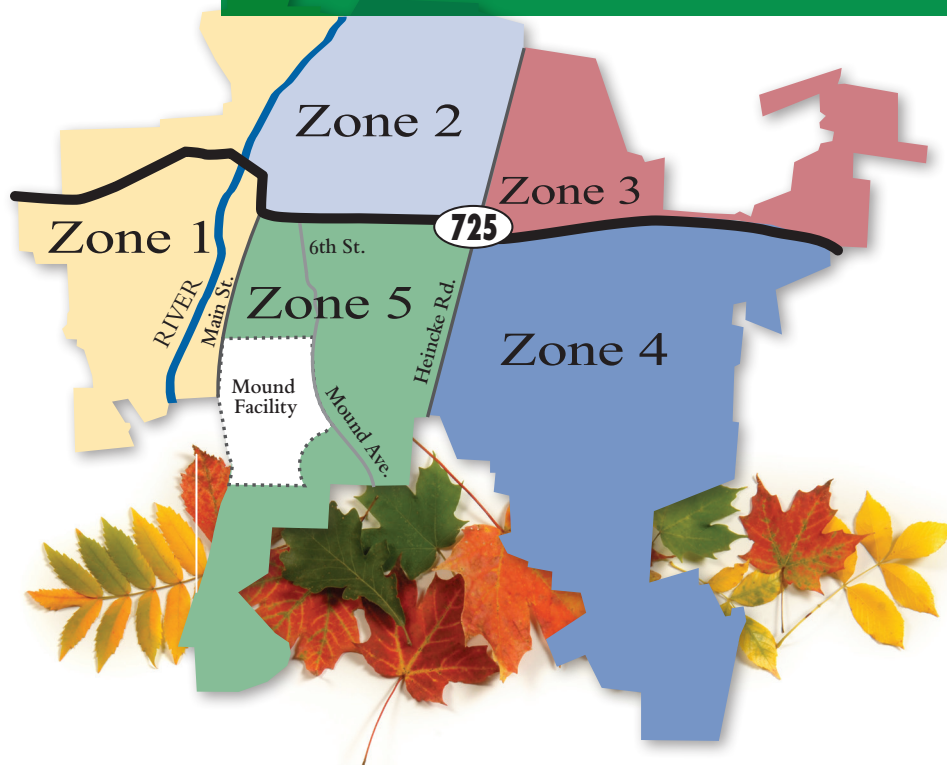 Zone 2
Zone 3
725
Zone 1
6th St.
RIVER
Main St.
Zone 5
Heincke Rd.
Zone 4
Mound
Facility
Mound Ave.